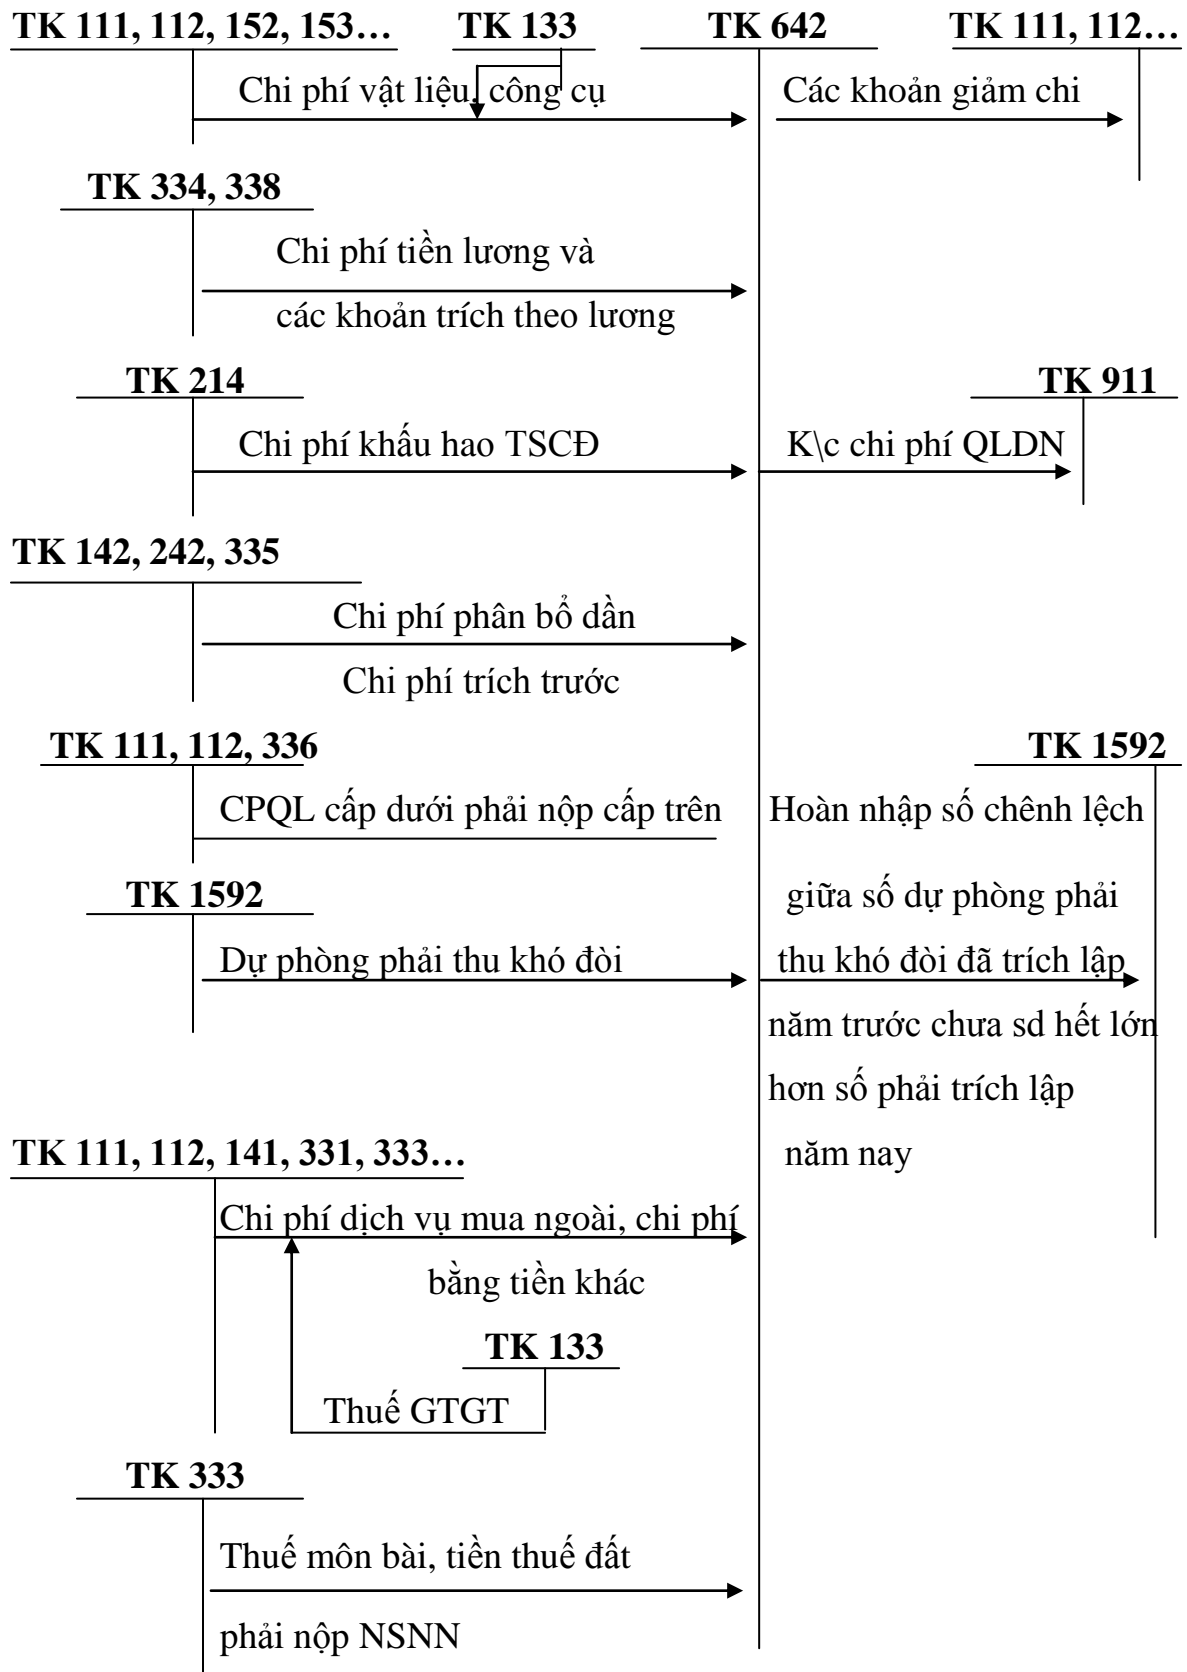 TK 111, 112, 152, 153… TK 133 TK 642 TK 111, 112…
Chi phí vật liệu, công cụ Các khoản giảm chi
TK 334, 338
Chi phí tiền lương và
các khoản trích theo lương
TK 214 TK 911
Chi phí khấu hao TSCĐ K\c chi phí QLDN
TK 142, 242, 335
Chi phí phân bổ dần
Chi phí trích trước
TK 111, 112, 336 TK 1592
CPQL cấp dưới phải nộp cấp trên Hoàn nhập số chênh lệch
TK 1592 giữa số dự phòng phải
Dự phòng phải thu khó đòi thu khó đòi đã trích lập
năm trước chưa sd hết lớn
hơn số phải trích lập
TK 111, 112, 141, 331, 333… năm nay
Chi phí dịch vụ mua ngoài, chi phí
bằng tiền khác
TK 133
Thuế GTGT
TK 333
Thuế môn bài, tiền thuế đất
phải nộp NSNN